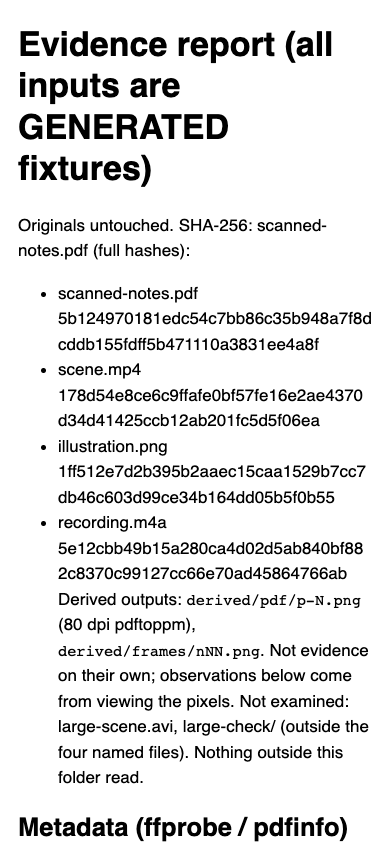 Evidence report (all
inputs are
GENERATED
fixtures)
Originals untouched. SHA-256: scanned-
notes.pdf (full hashes):
• scanned-notes.pdf
5b124970181edc54c7bb86c35b948a7f8d
cddb155fdff5b471110a3831ee4a8f
• scene.mp4
178d54e8ce6c9ffafe0bf57fe16e2ae4370
d34d41425ccb12ab201fc5d5f06ea
• illustration.png
1ff512e7d2b395b2aaec15caa1529b7cc7
db46c603d99ce34b164dd05b5f0b55
• recording.m4a
5e12cbb49b15a280ca4d02d5ab840bf88
2c8370c99127cc66e70ad45864766ab
Derived outputs: derived/pdf/p-N.png
(80 dpi pdftoppm),
derived/frames/nNN.png. Not evidence
on their own; observations below come
from viewing the pixels. Not examined:
large-scene.avi, large-check/ (outside the
four named files). Nothing outside this
folder read.
Metadata (ffprobe / pdfinfo)